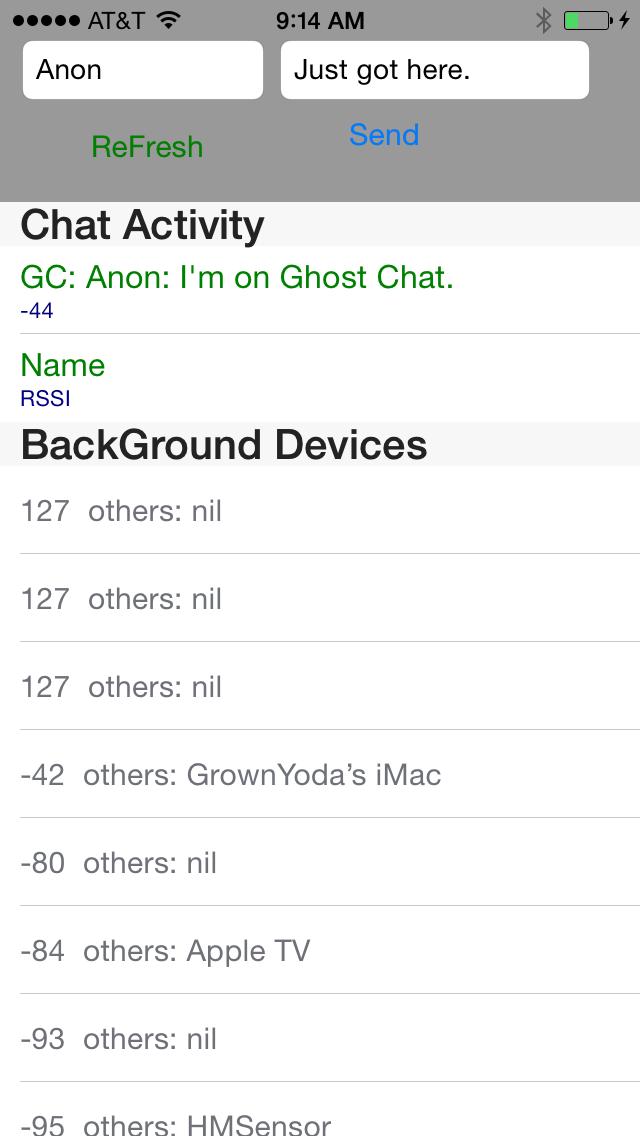 AT&T 9:14 AM
Anon Just got here.
ReFresh Send
Chat Activity
GC: Anon: I'm on Ghost Chat.
-44
Name
RSSI
BackGround Devices
127 others: nil
127 others: nil
127 others: nil
-42 others: GrownYoda’s iMac
-80 others: nil
-84 others: Apple TV
-93 others: nil
-95 others: HMSensor